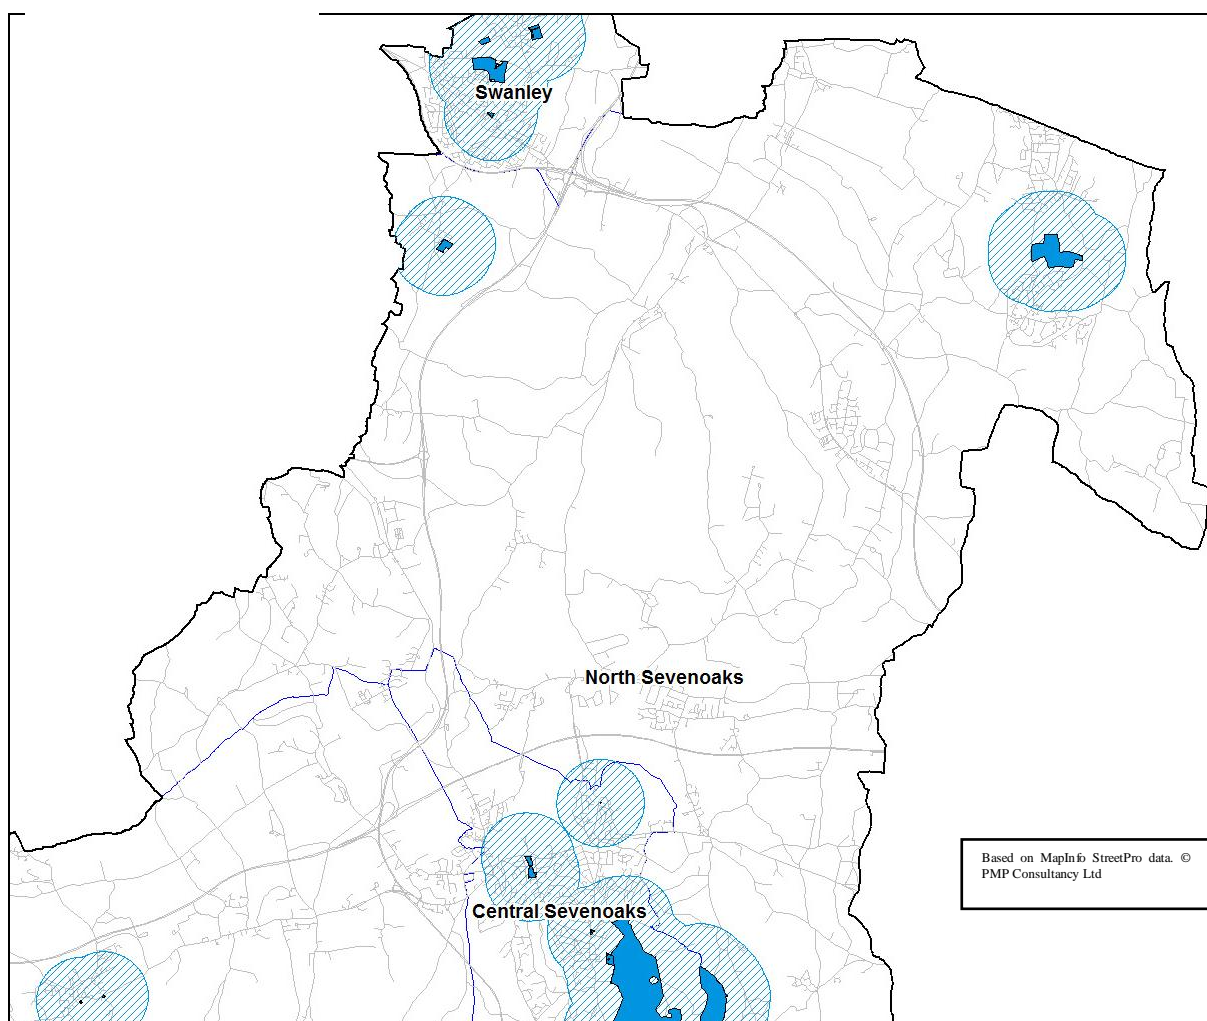 Swanley
North Sevenoaks
Based on MapInfo StreetPro data. ©
PMP Consultancy Ltd
Central Sevenoaks